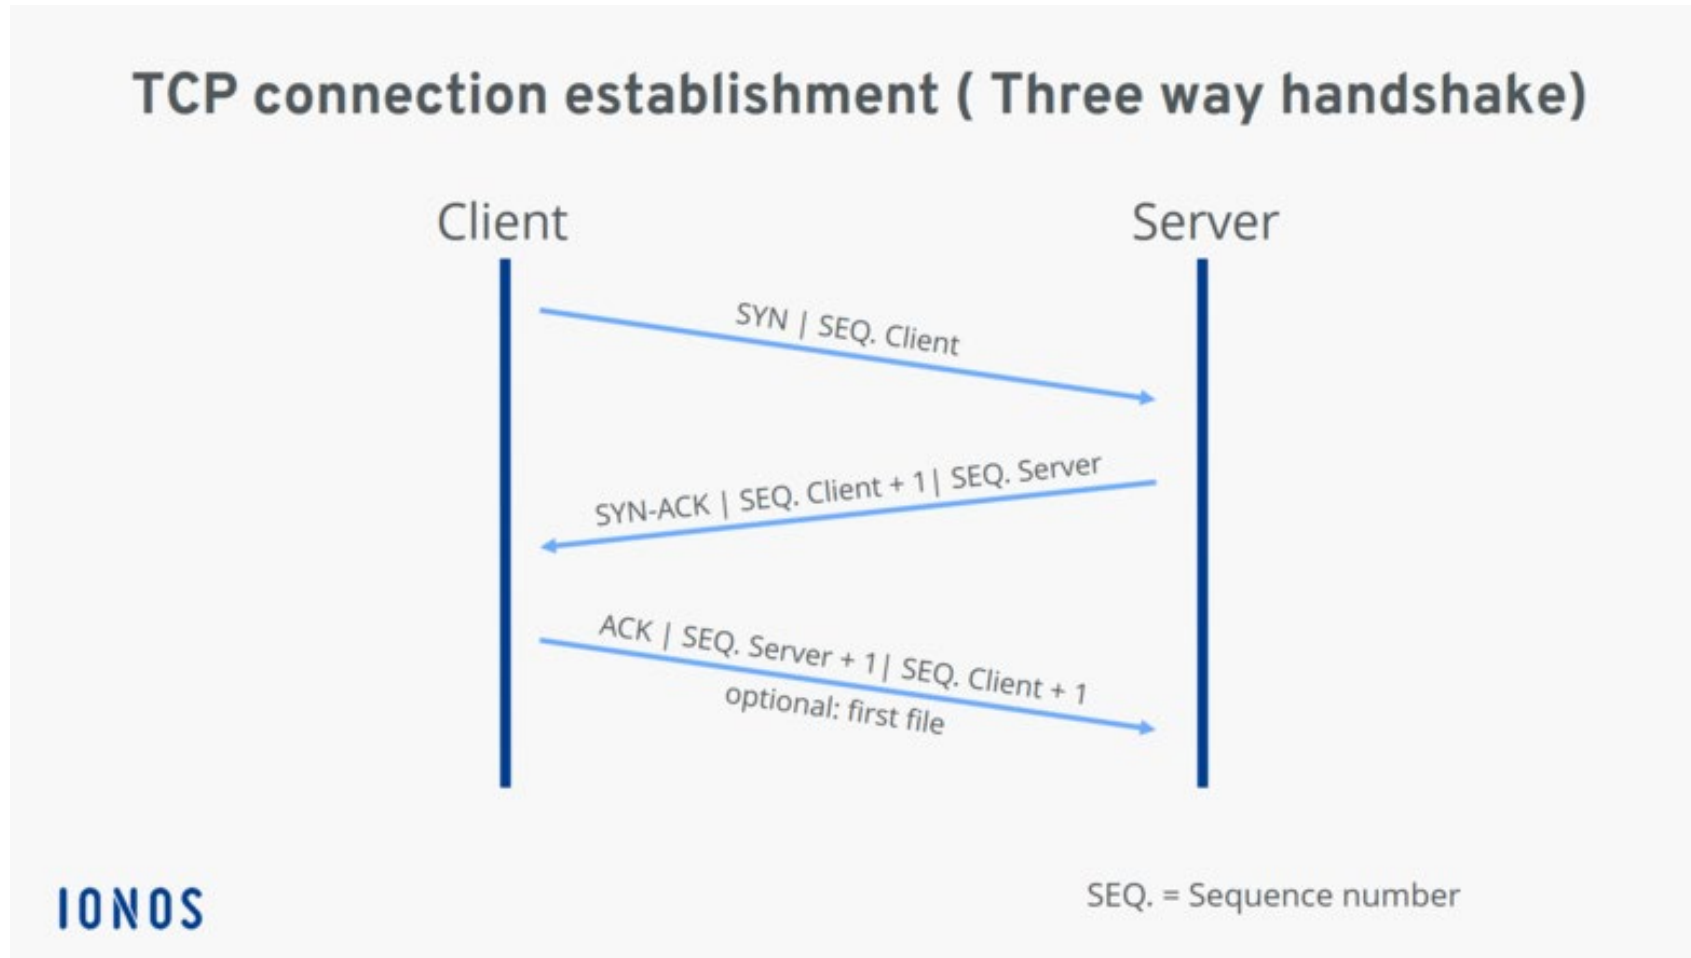 TCP connection establishment ( Three way handshake)
Client
Server
SYN | SEQ. Client
SYN-ACK | SEQ. Client + 1| SEQ. Server
ACK | SEQ. Server + 1| SEQ. Client + 1
optional: first file
IONOS
SEQ. = Sequence number